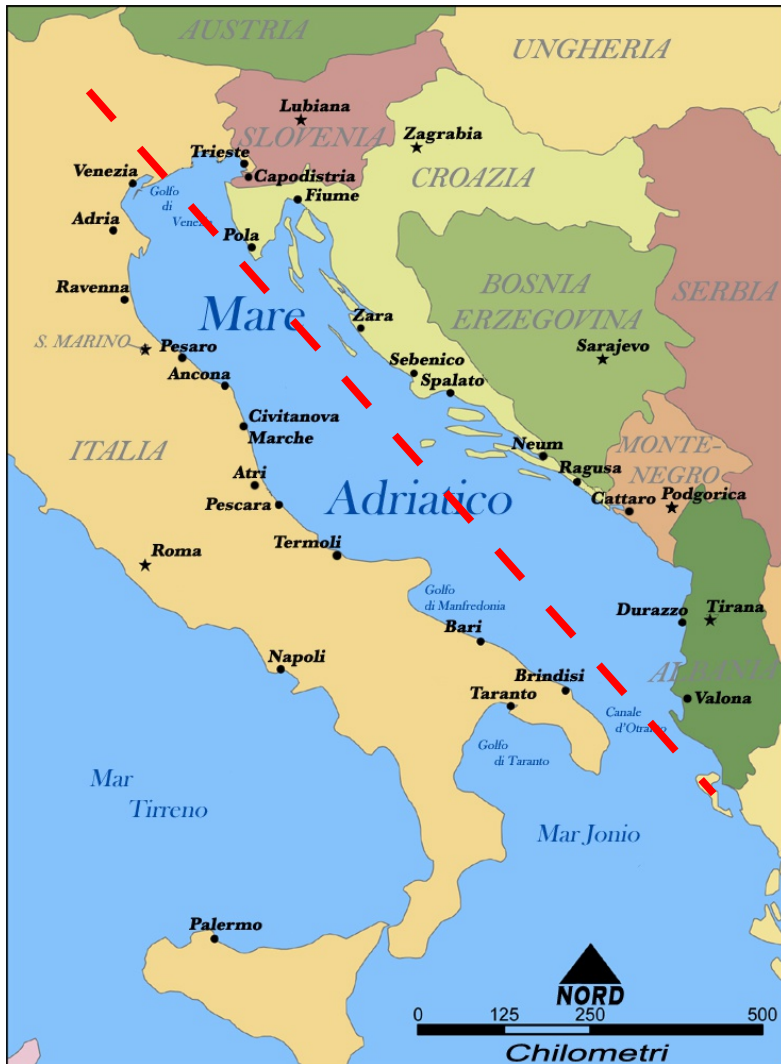 AUSTRIA
UNGHERIA
Lubiana
SLOVENIA
Zagrabia
Trieste
Venezia
Capodistria
CROAZIA
Golfo
di
Venezia
Fiume
Adria
Pola
Ravenna
Mare
BOSNIA
ERZEGOVINA
SERBIA
Zara
S. MARINO
Pesaro
Sarajevo
Ancona
Sebenico
Spalato
Civitanova
Marche
ITALIA
Neum
MONTE-
NEGRO
Atri
Ragusa
Pescara
Adriatico
Cattaro
Podgorica
Termoli
Roma
Golfo
di Manfredonia
Durazzo
Tirana
Bari
Napoli
Brindisi
ALBANIA
Taranto
Valona
Canale
d'Otranto
Golfo
di Taranto
Mar
Tirreno
Mar Jonio
Palermo
NORD
0 125 250 500
Chilometri